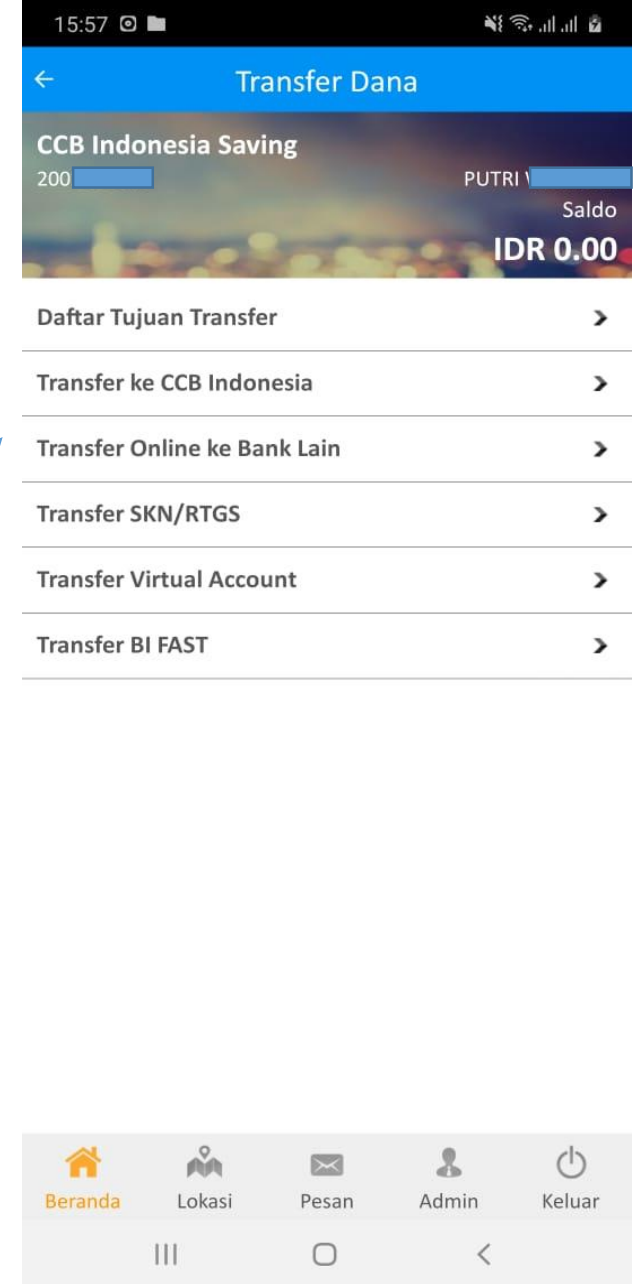 15:57
Transfer Dana
CCB Indonesia Saving
200
PUTRI
Saldo
IDR 0.00
Daftar Tujuan Transfer
Transfer ke CCB Indonesia
Transfer Online ke Bank Lain
Transfer SKN/RTGS
Transfer Virtual Account
Transfer BI FAST
Beranda Lokasi Pesan Admin Keluar